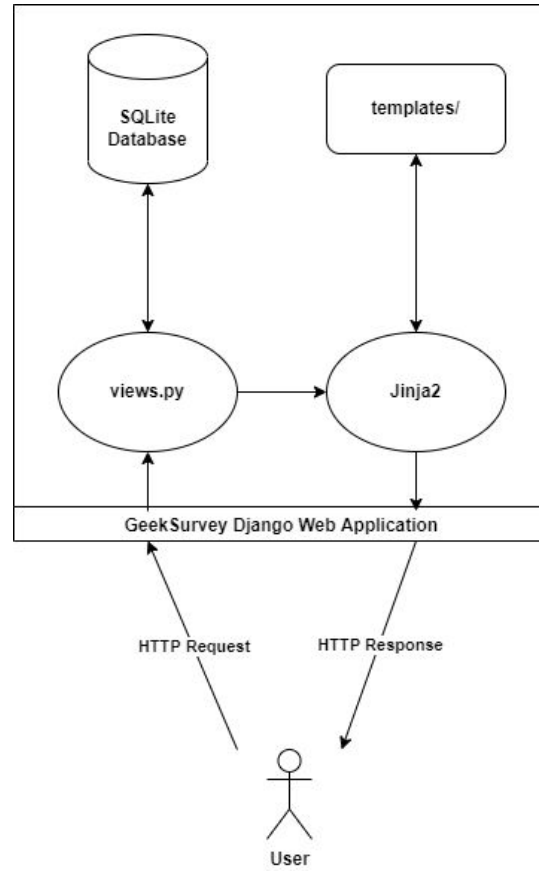 SQLite
Database
templates/
views.py
Jinja2
GeekSurvey Django Web Application
HTTP Request
HTTP Response
User